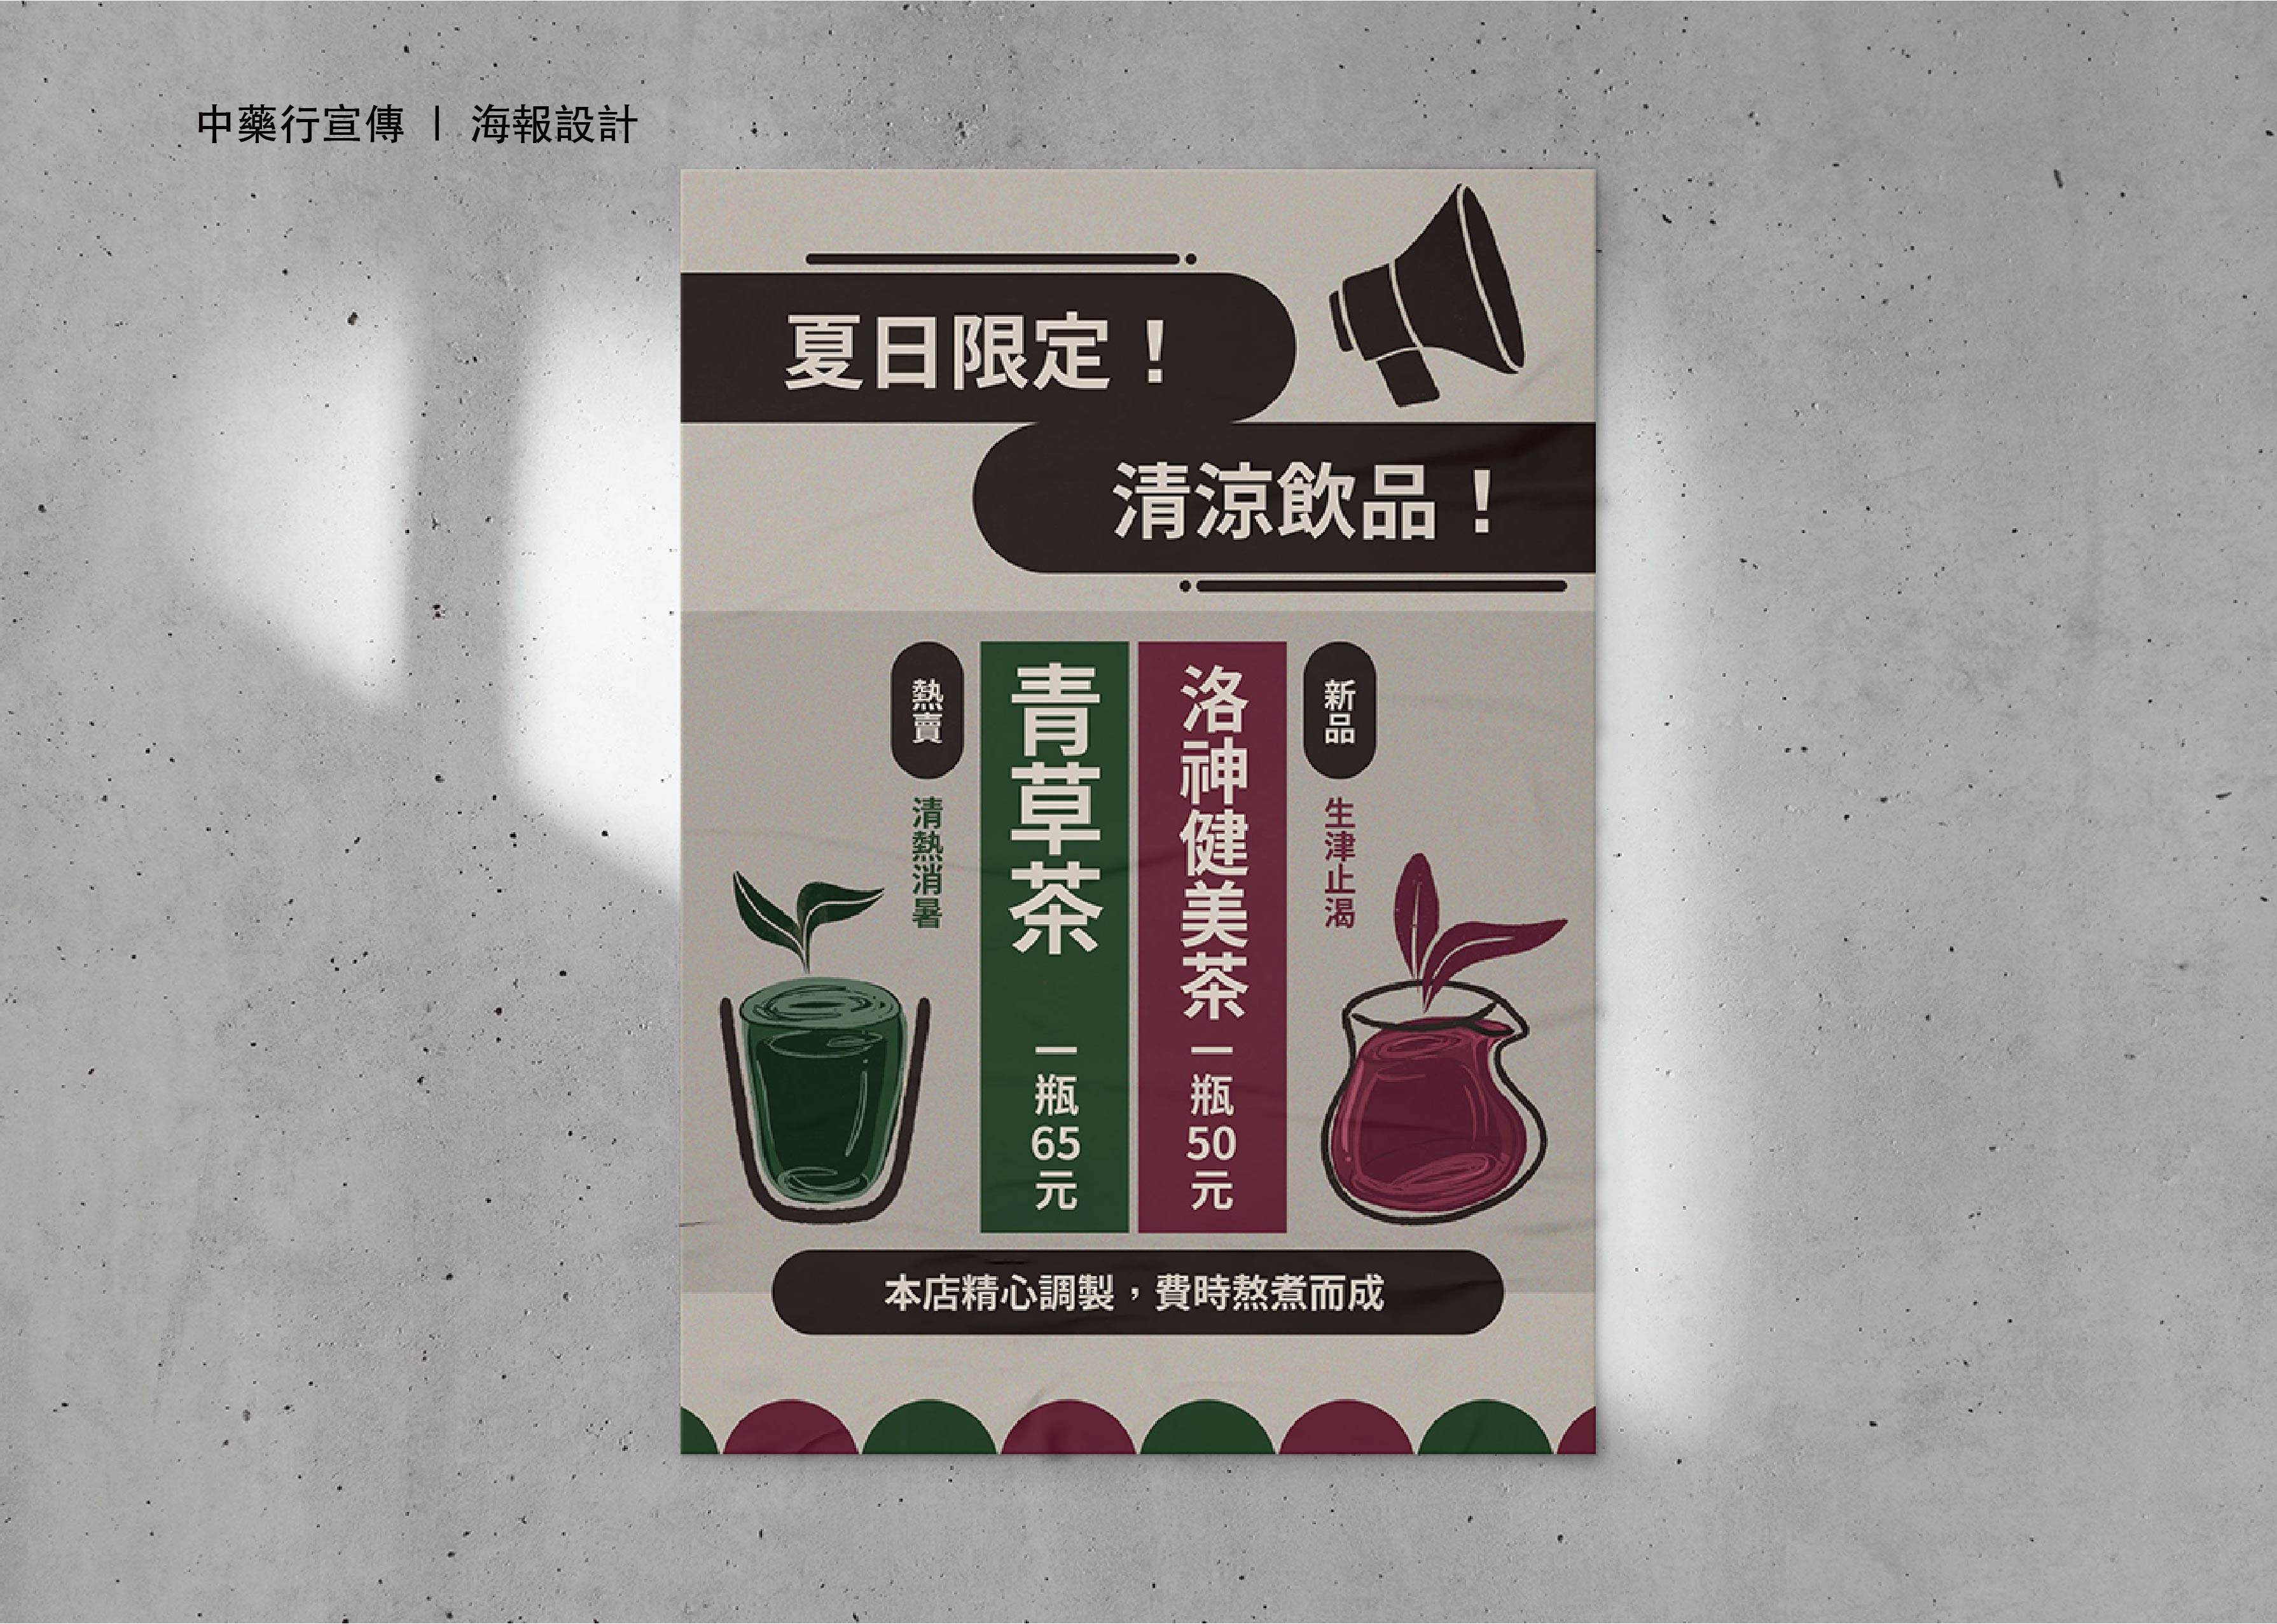 中藥行宣傳 | 海報設計
夏日限定！
清涼飲品！
新品
生津止渴
洛神健美茶 一瓶50元
青草茶 一瓶65元
熱賣
清熱消暑
本店精心調製，費時熬煮而成